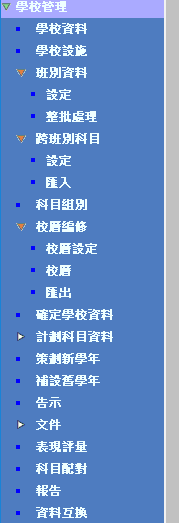 學校管理
學校資料
學校設施
班別資料
設定
整批處理
跨班別科目
設定
匯入
科目組別
校曆編修
校曆設定
校曆
匯出
確定學校資料
計劃科目資料
策劃新學年
補設舊學年
告示
文件
表現評量
科目配對
報告
資料互換